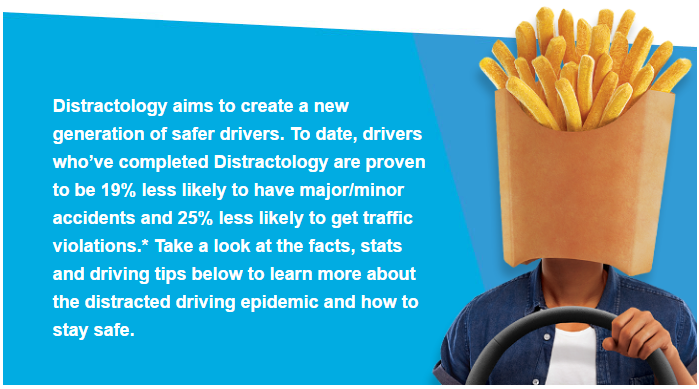 Distractology aims to create a new
generation of safer drivers. To date, drivers
who’ve completed Distractology are proven
to be 19% less likely to have major/minor
accidents and 25% less likely to get traffic
violations.* Take a look at the facts, stats
and driving tips below to learn more about
the distracted driving epidemic and how to
stay safe.